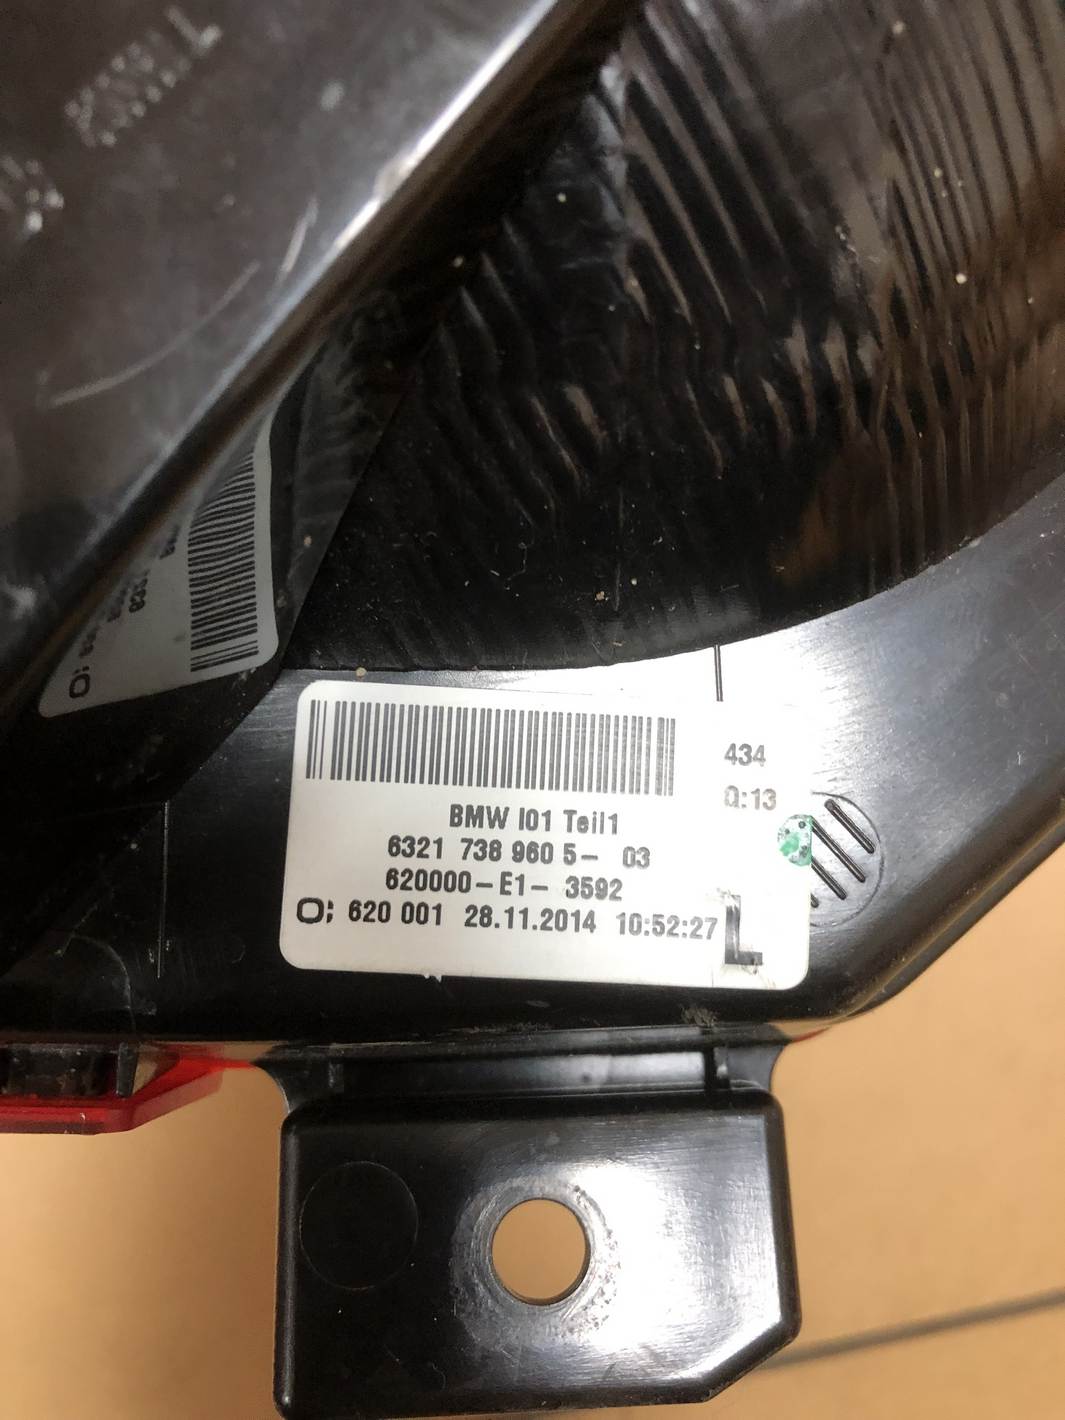 434
Q:13
BMW I01 Teil1
6321 738 960 5- 03
620000-E1- 3592
O; 620 001 28.11.2014 10:52:27
L